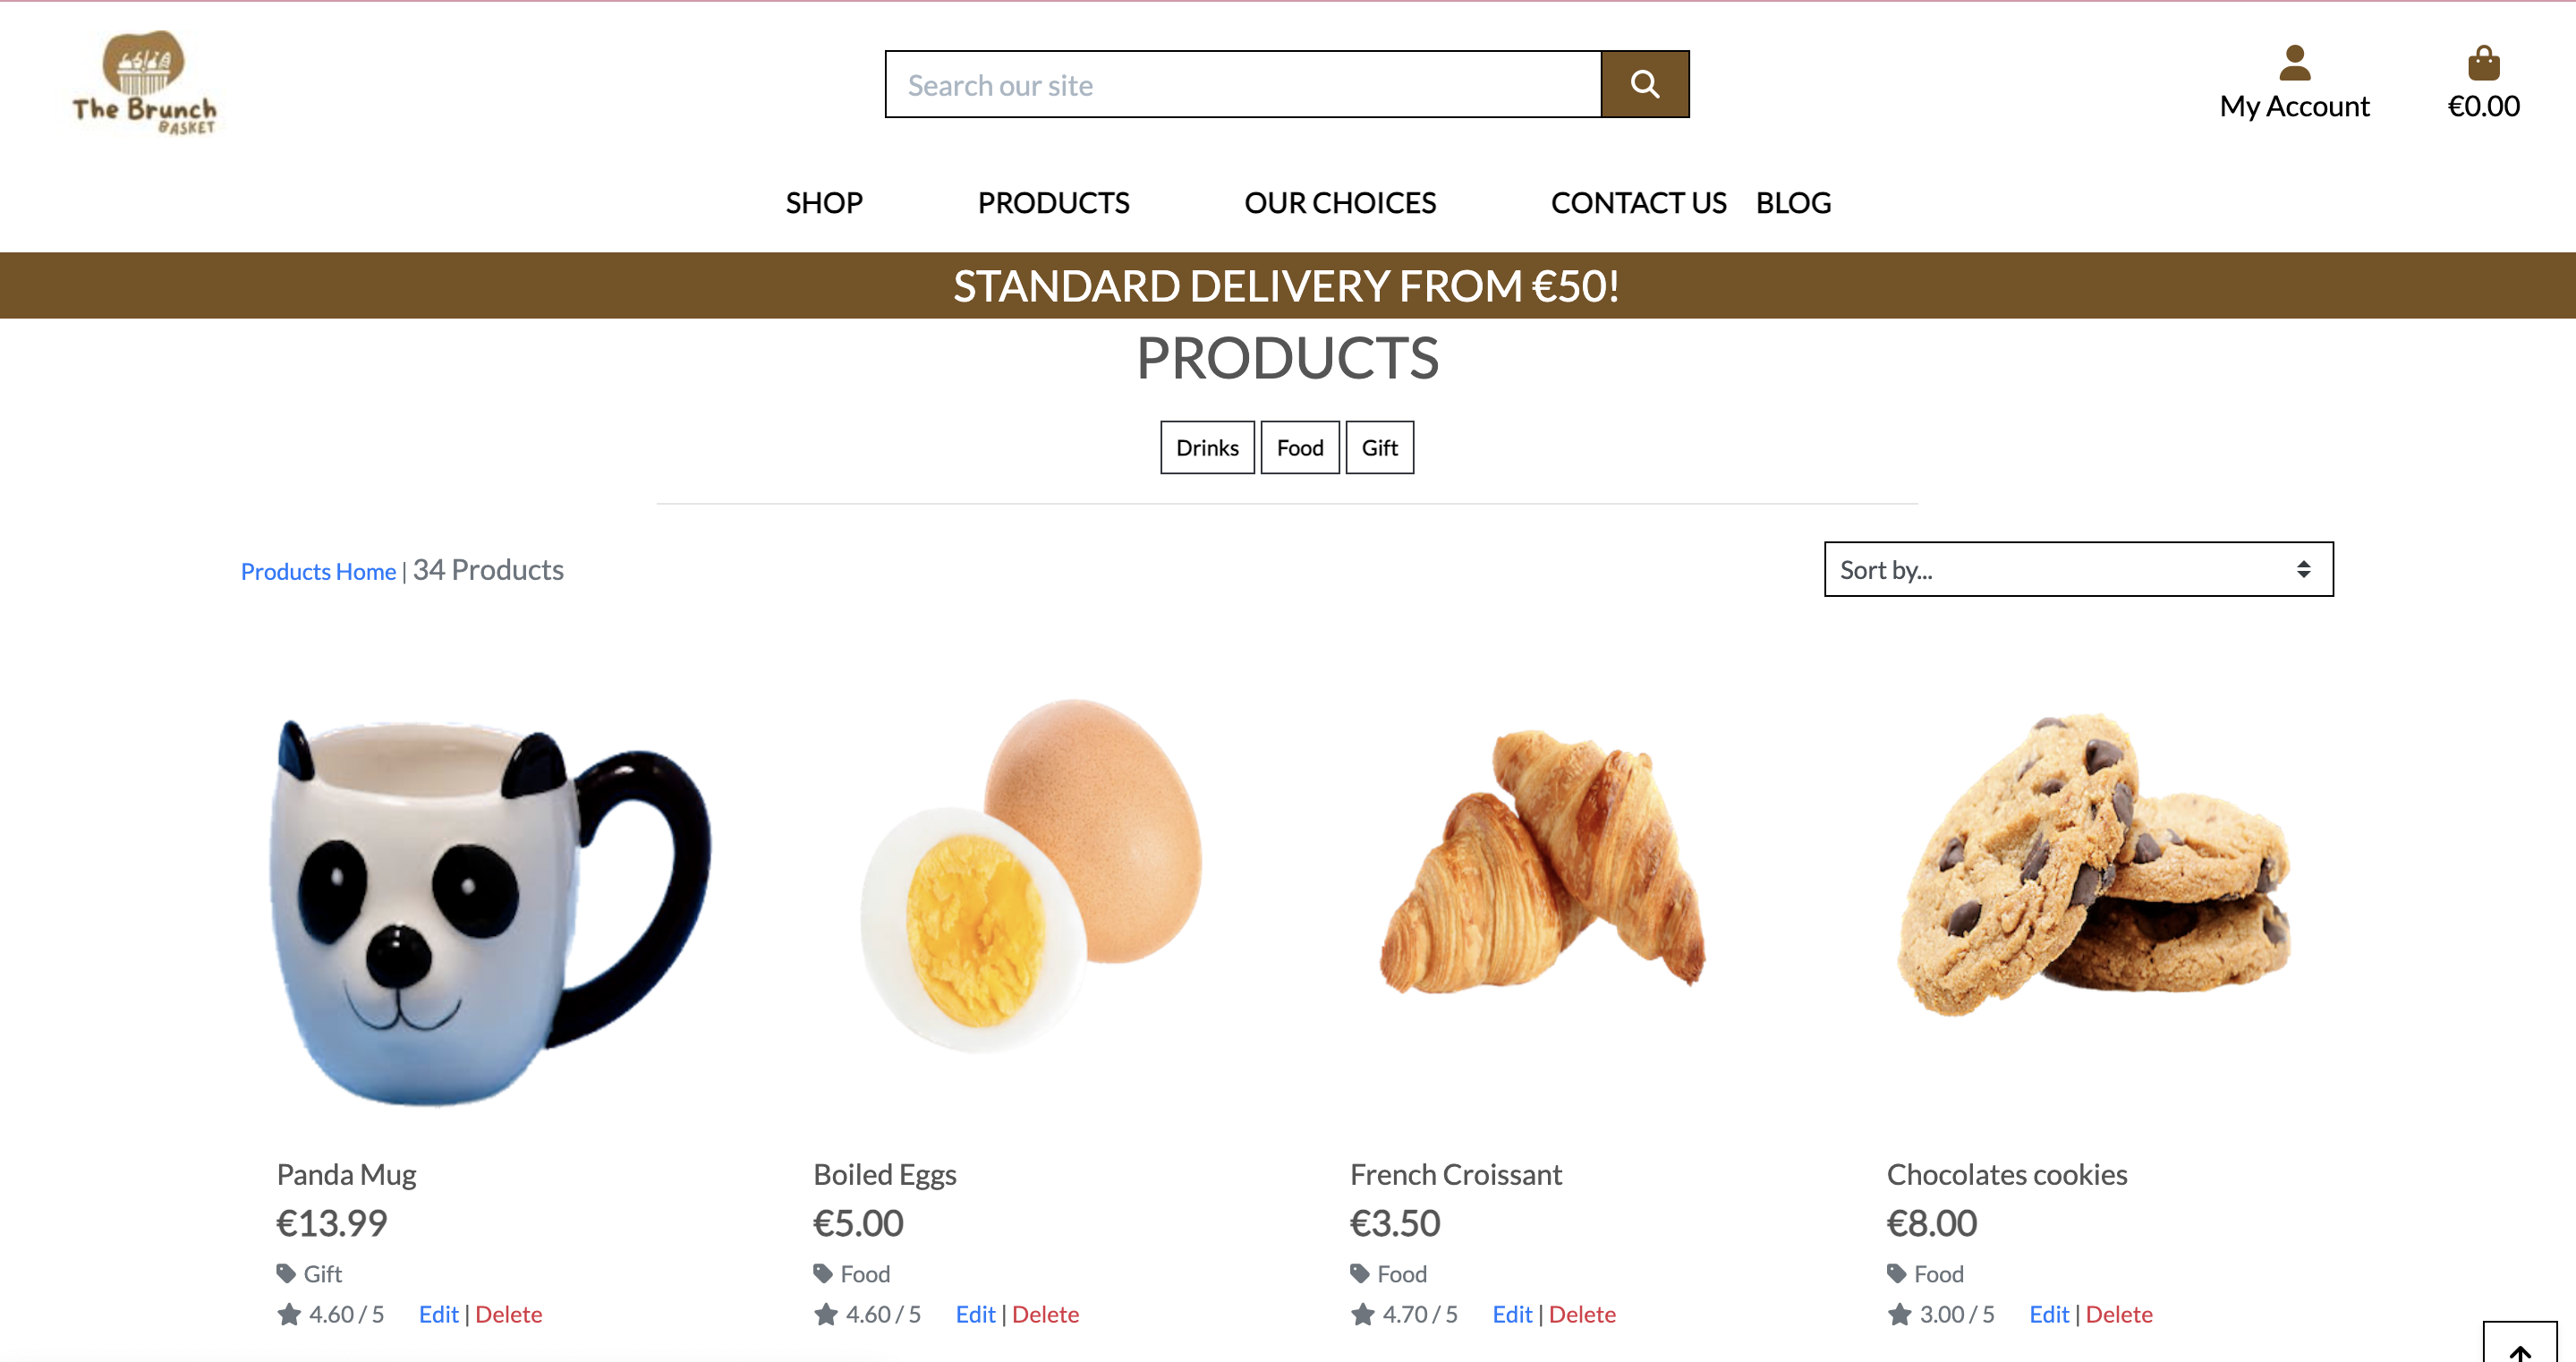 The Brunch
BASKET
Search our site
My Account
€0.00
SHOP PRODUCTS OUR CHOICES CONTACT US BLOG
STANDARD DELIVERY FROM €50!
PRODUCTS
Drinks Food Gift
Products Home | 34 Products
Sort by...
Panda Mug
€13.99
Gift
4.60 / 5 Edit | Delete
Boiled Eggs
€5.00
Food
4.60 / 5 Edit | Delete
French Croissant
€3.50
Food
4.70 / 5 Edit | Delete
Chocolates cookies
€8.00
Food
3.00 / 5 Edit | Delete